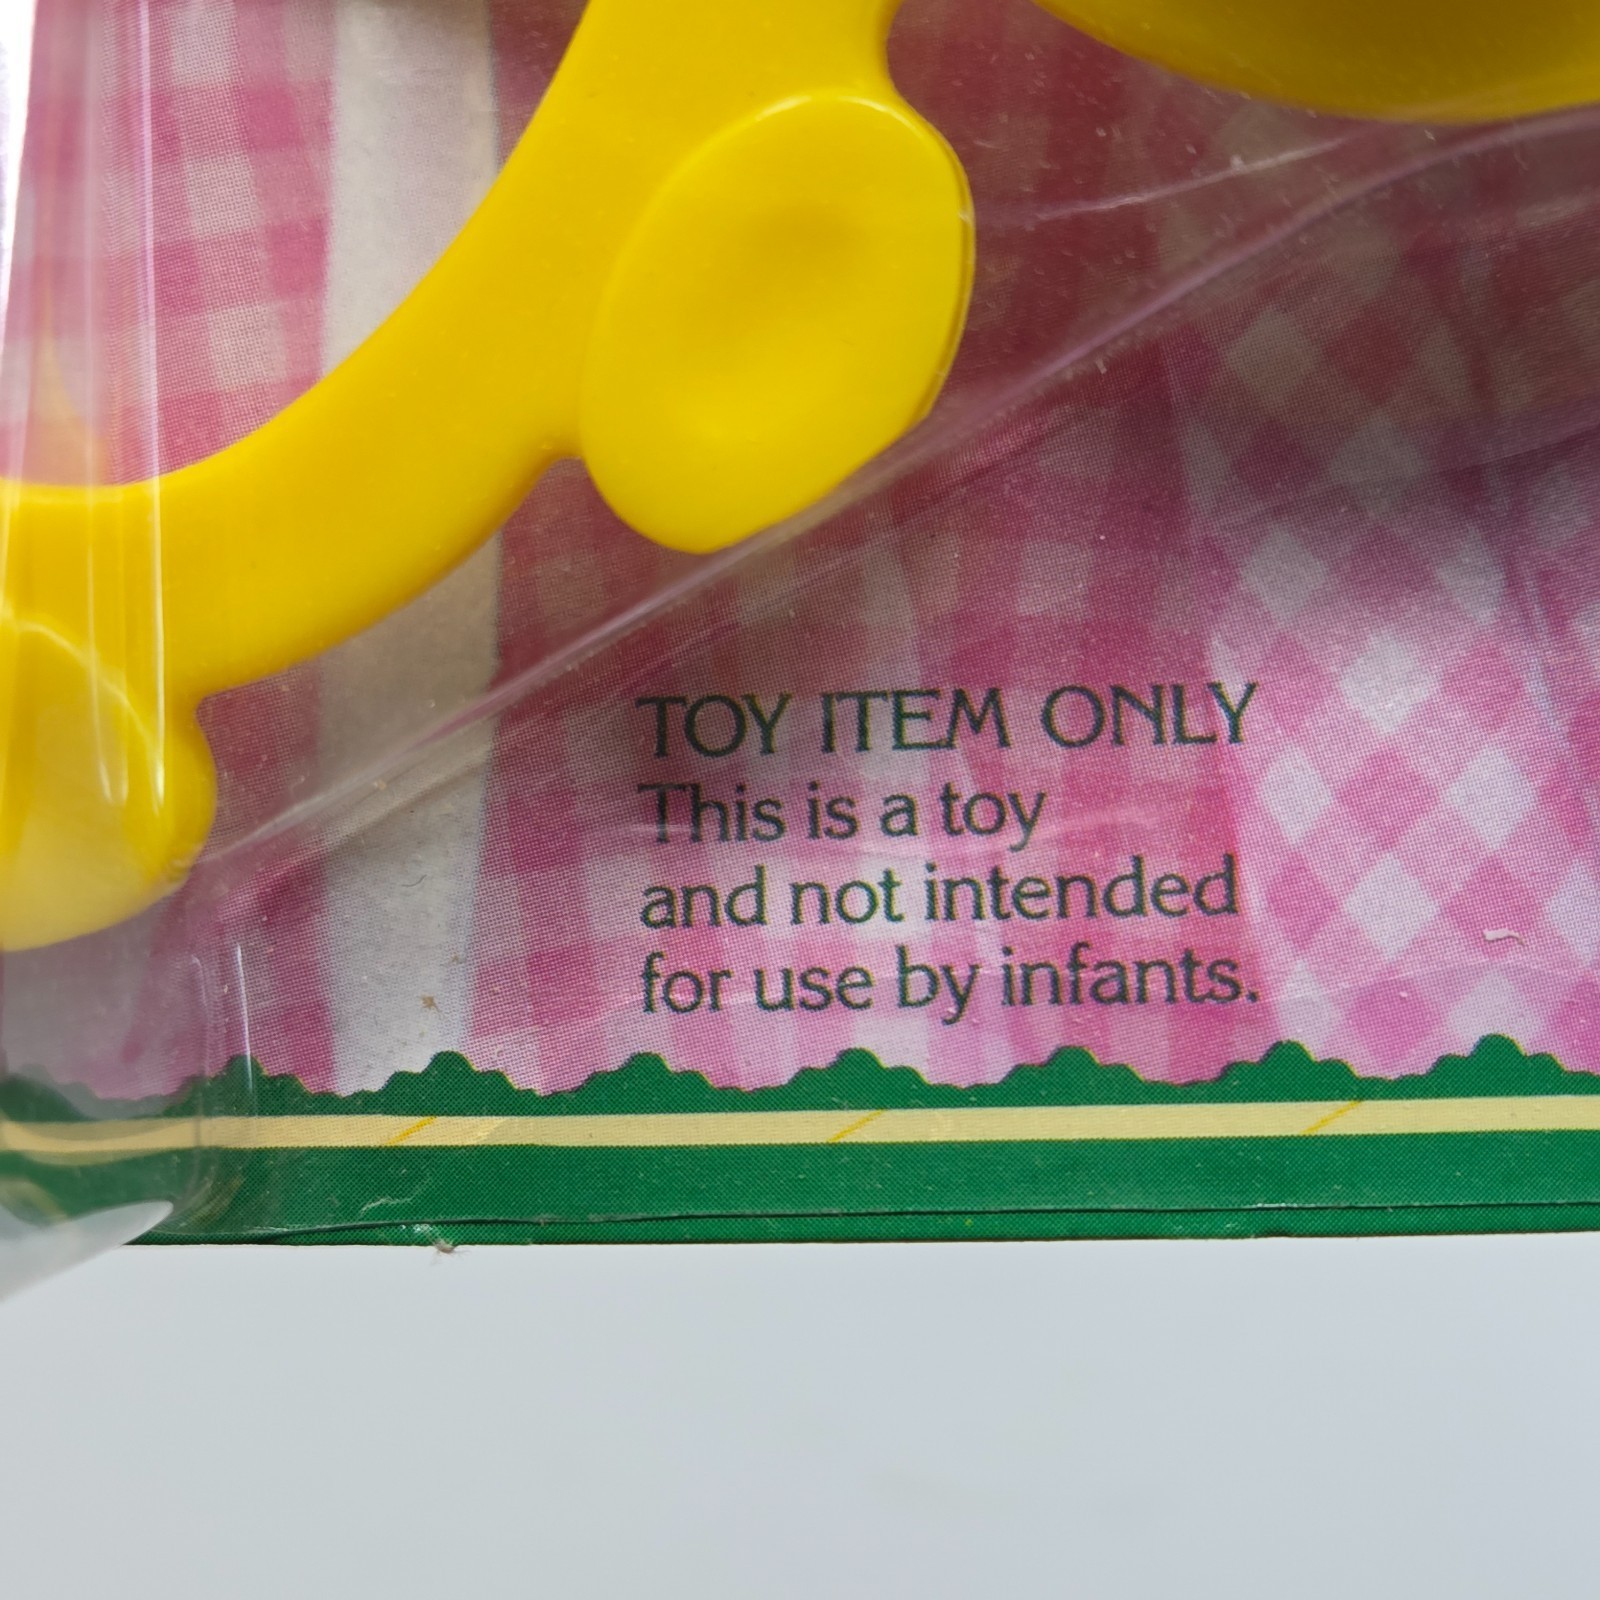 TOY ITEM ONLY
This is a toy
and not intended
for use by infants.